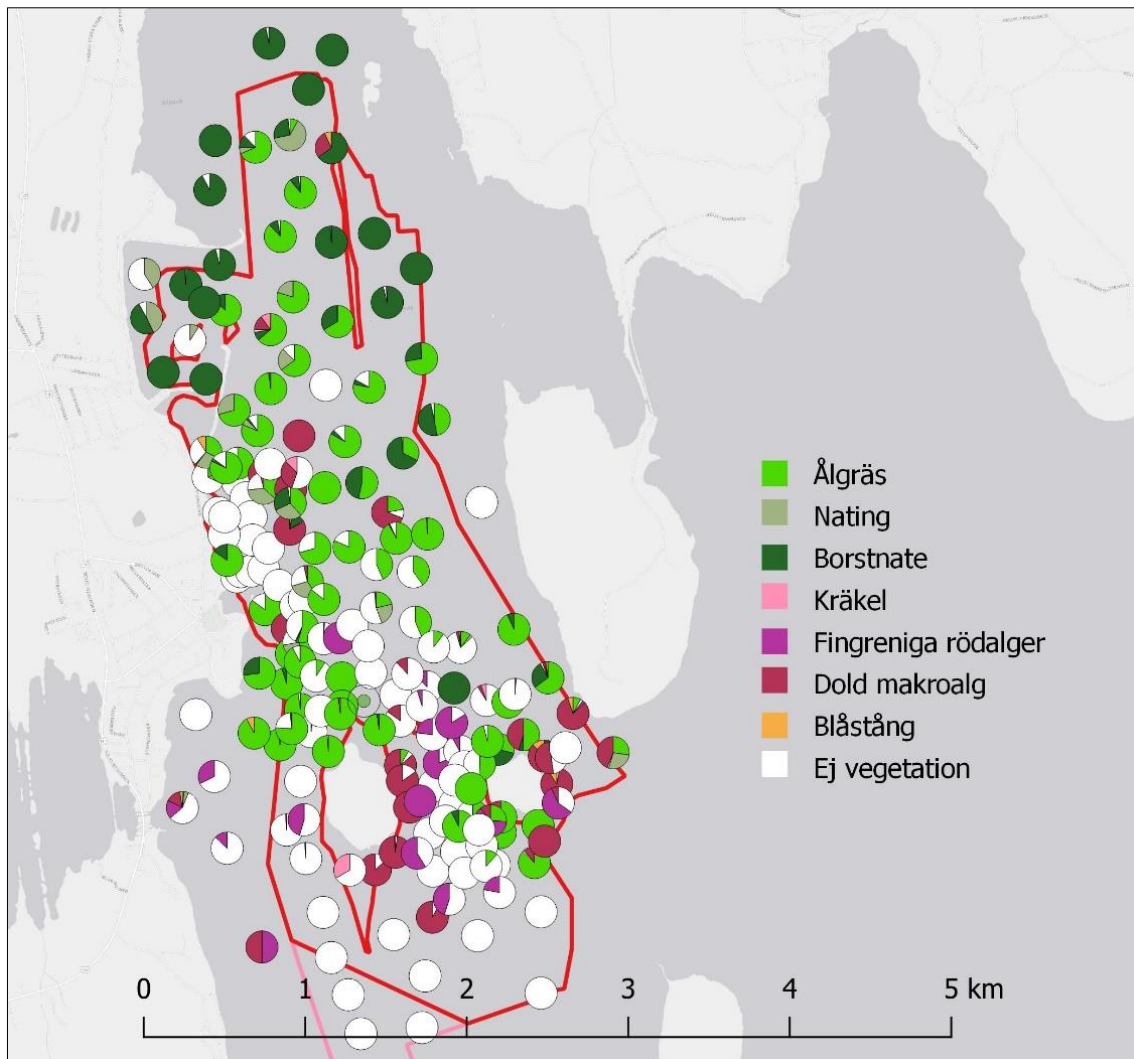 Ålgräs
Nating
Borstnate
Kräkel
Fingreniga rödalger
Dold makroalg
Blåstång
Ej vegetation
0 1 2 3 4 5 km